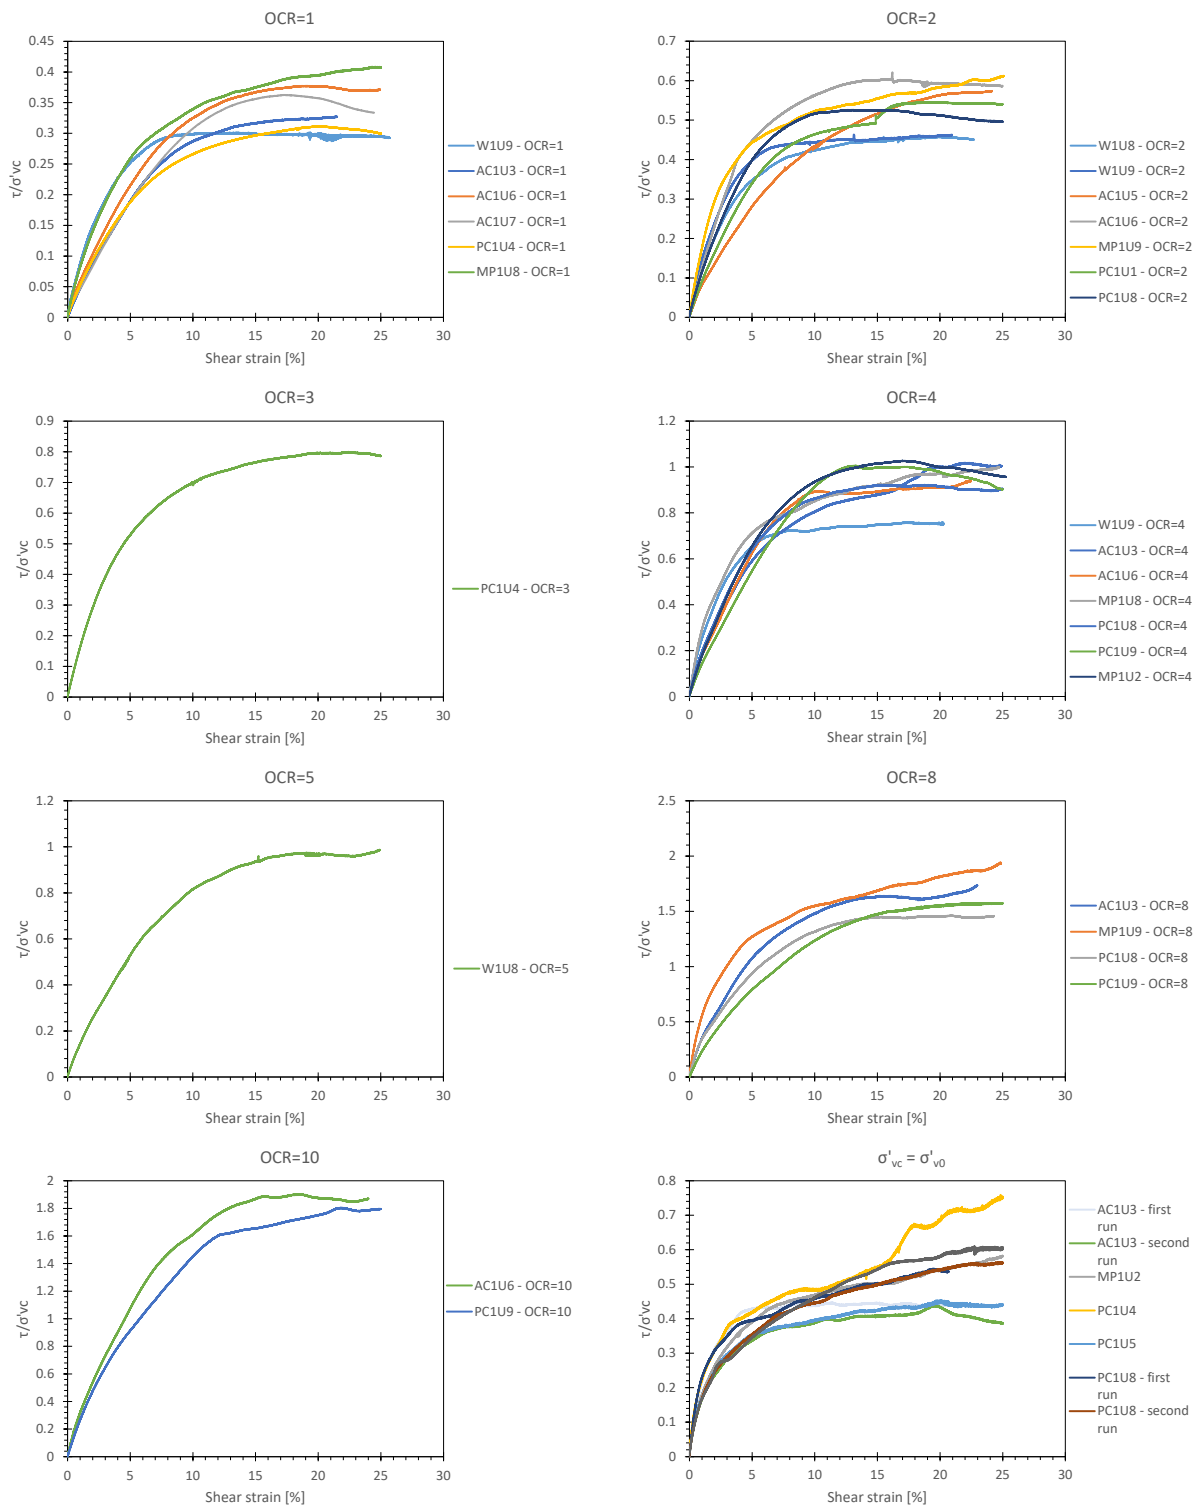 OCR=1
0.45
0.4
0.35
0.3
0.25
0.2
0.15
0.1
0.05
0
τ/σ'vc
0 5 10 15 20 25 30
Shear strain [%]
W1U9 - OCR=1
AC1U3 - OCR=1
AC1U6 - OCR=1
AC1U7 - OCR=1
PC1U4 - OCR=1
MP1U8 - OCR=1
OCR=2
0.7
0.6
0.5
0.4
0.3
0.2
0.1
0
τ/σ'vc
0 5 10 15 20 25 30
Shear strain [%]
W1U8 - OCR=2
W1U9 - OCR=2
AC1U5 - OCR=2
AC1U6 - OCR=2
MP1U9 - OCR=2
PC1U1 - OCR=2
PC1U8 - OCR=2
OCR=3
0.9
0.8
0.7
0.6
0.5
0.4
0.3
0.2
0.1
0
τ/σ'vc
0 5 10 15 20 25 30
Shear strain [%]
PC1U4 - OCR=3
OCR=4
1.2
1
0.8
0.6
0.4
0.2
0
τ/σ'vc
0 5 10 15 20 25 30
Shear strain [%]
W1U9 - OCR=4
AC1U3 - OCR=4
AC1U6 - OCR=4
MP1U8 - OCR=4
PC1U8 - OCR=4
PC1U9 - OCR=4
MP1U2 - OCR=4
OCR=5
1.2
1
0.8
0.6
0.4
0.2
0
τ/σ'vc
0 5 10 15 20 25 30
Shear strain [%]
W1U8 - OCR=5
OCR=8
2.5
2
1.5
1
0.5
0
τ/σ'vc
0 5 10 15 20 25 30
Shear strain [%]
AC1U3 - OCR=8
MP1U9 - OCR=8
PC1U8 - OCR=8
PC1U9 - OCR=8
OCR=10
2
1.8
1.6
1.4
1.2
1
0.8
0.6
0.4
0.2
0
τ/σ'vc
0 5 10 15 20 25 30
Shear strain [%]
AC1U6 - OCR=10
PC1U9 - OCR=10
σ'vc = σ'v0
0.8
0.7
0.6
0.5
0.4
0.3
0.2
0.1
0
τ/σ'vc
0 5 10 15 20 25 30
Shear strain [%]
AC1U3 - first
run
AC1U3 - second
run
MP1U2
PC1U4
PC1U5
PC1U8 - first
run
PC1U8 - second
run